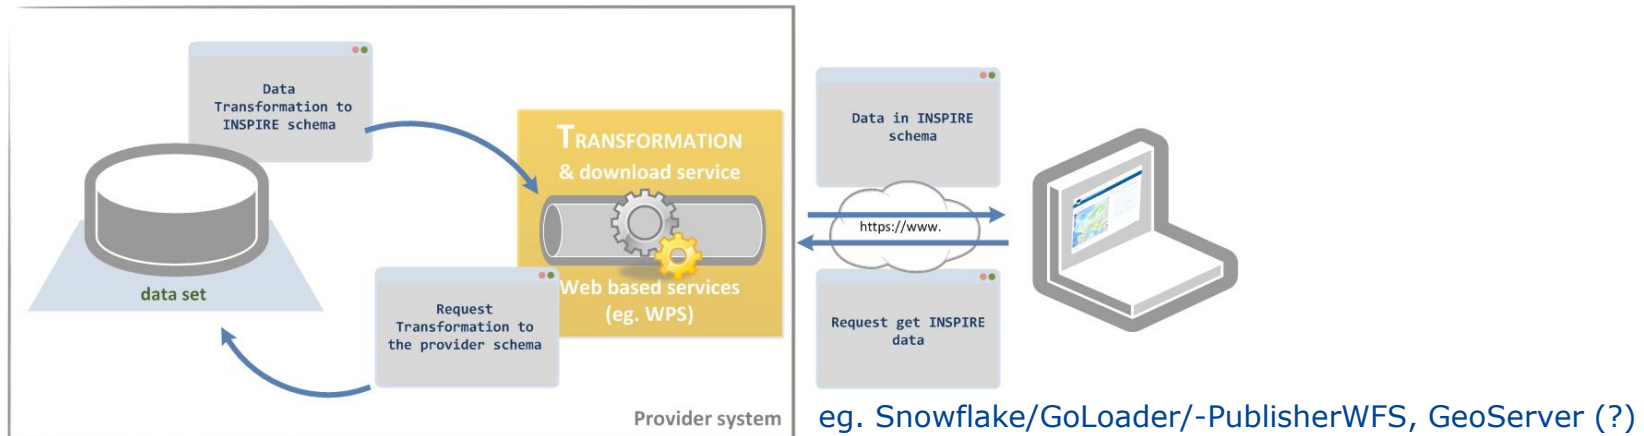 Data
Transformation to
INSPIRE schema
data set
TRANSFORMATION
& download service
Web based services
(eg. WPS)
Request
Transformation to
the provider schema
Provider system
Data in INSPIRE
schema
https://www.
Request get INSPIRE
data
eg. Snowflake/GoLoader/-PublisherWFS, GeoServer (?)